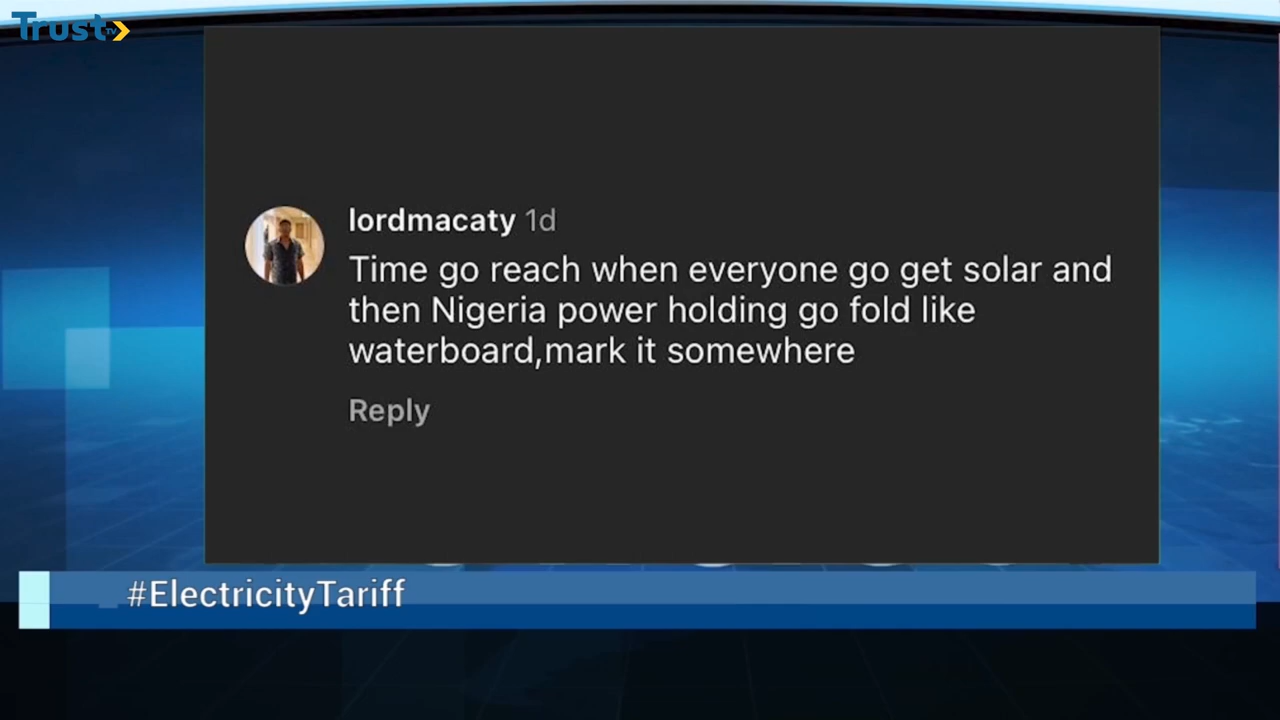 Trust TV
lordmacaty 1d
Time go reach when everyone go get solar and
then Nigeria power holding go fold like
waterboard,mark it somewhere
Reply
#ElectricityTariff